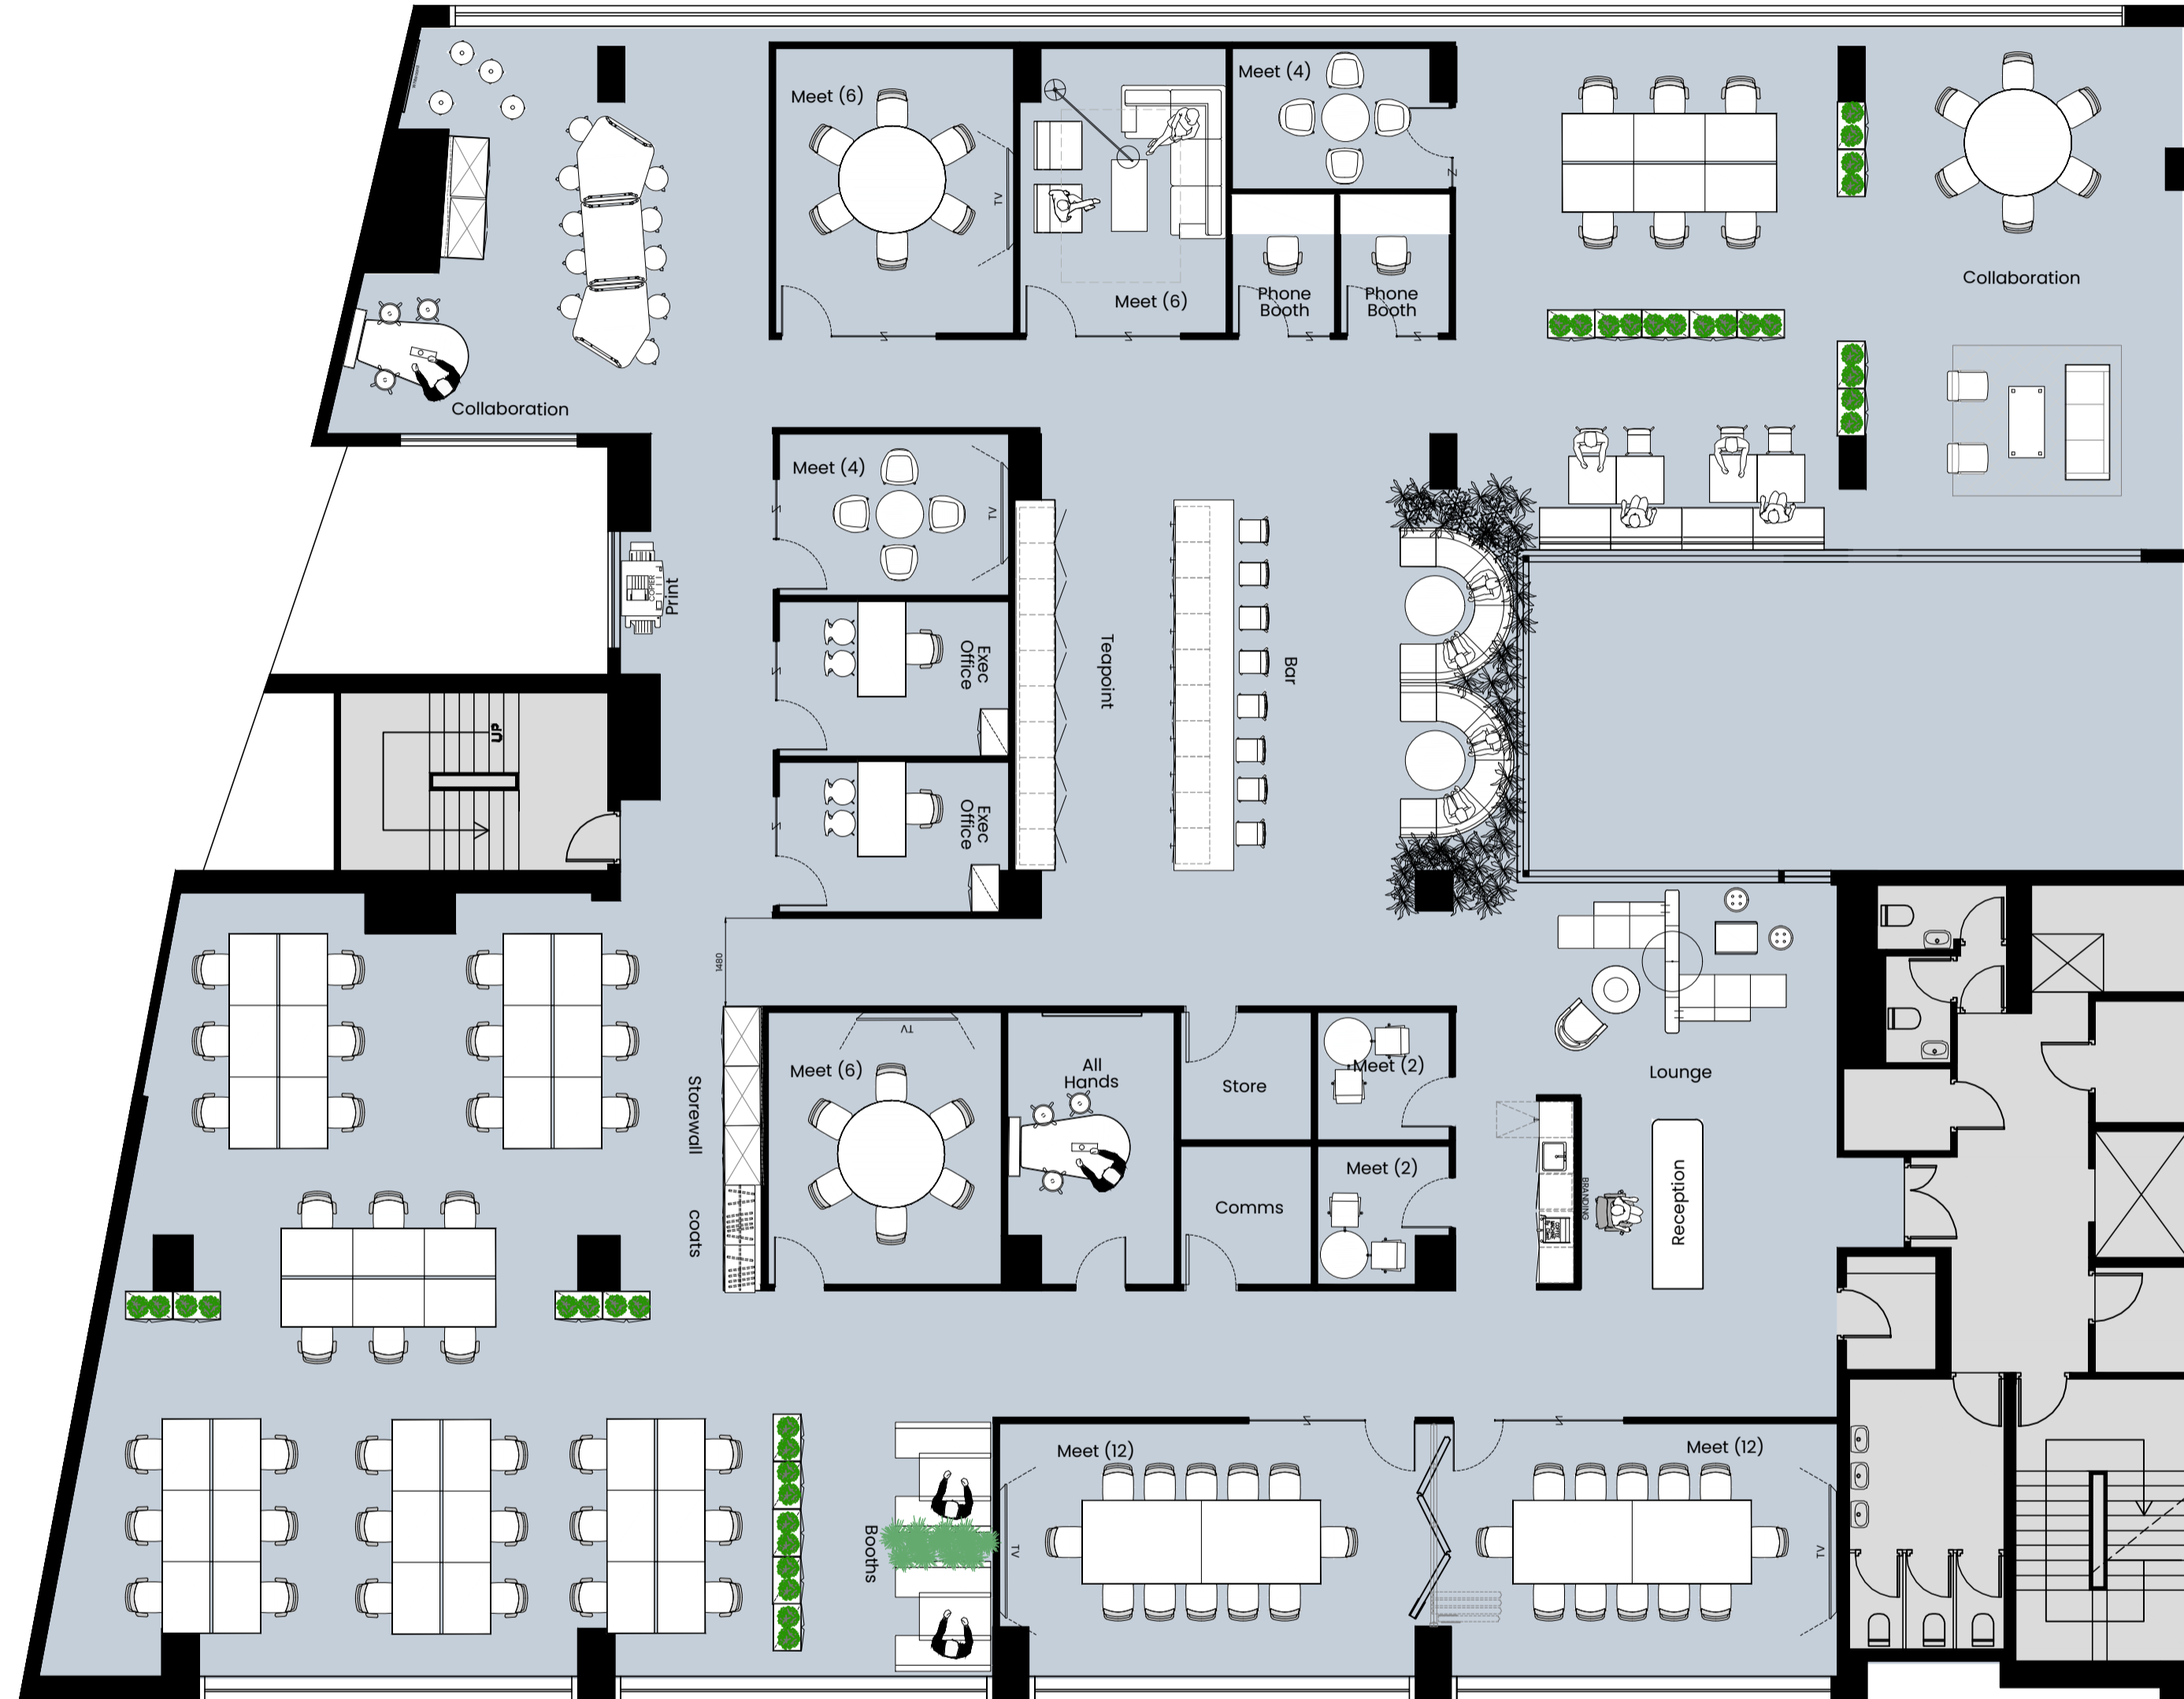 Meet (6)
TV
Meet (6)
Meet (4)
Phone
Booth
Phone
Booth
Collaboration
Collaboration
Meet (4)
TV
Print
COPIER
Exec
Office
Exec
Office
Teapoint
Bar
UP
1480
Storewall
coats
Meet (6)
TV
All
Hands
Store
Comms
Meet (2)
Meet (2)
Lounge
BRANDING
Reception
Booths
Meet (12)
TV
Meet (12)
TV